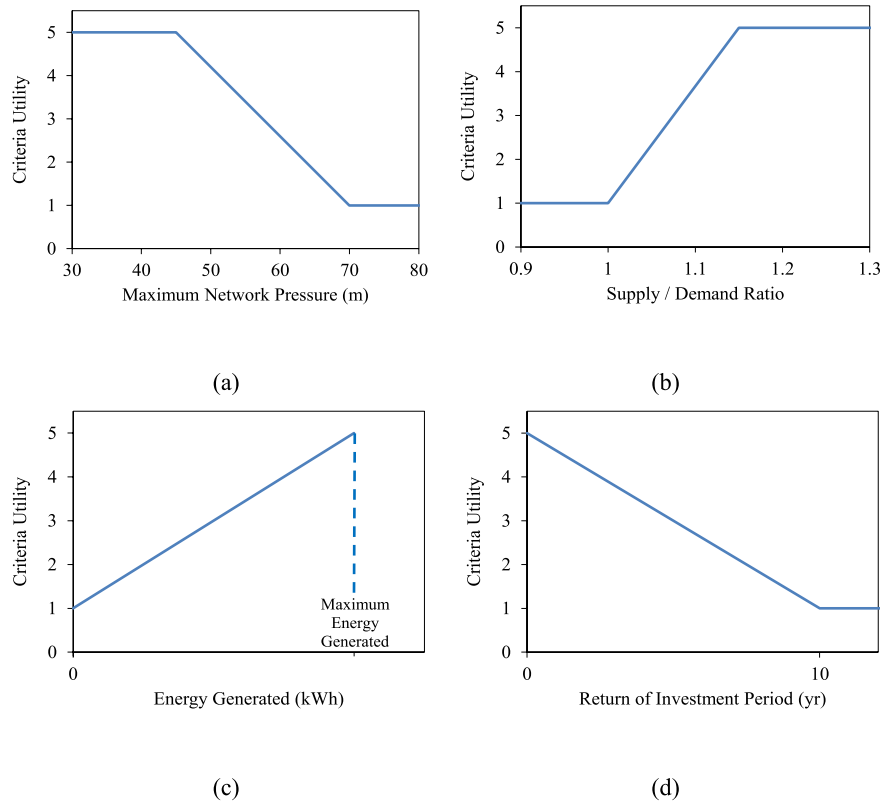 Criteria Utility
5
4
3
2
1
0
30 40 50 60 70 80
Maximum Network Pressure (m)
(a)
Criteria Utility
5
4
3
2
1
0
0.9 1 1.1 1.2 1.3
Supply / Demand Ratio
(b)
Criteria Utility
5
4
3
2
1
0
Maximum
Energy
Generated
0
Energy Generated (kWh)
(c)
Criteria Utility
5
4
3
2
1
0
0 10
Return of Investment Period (yr)
(d)